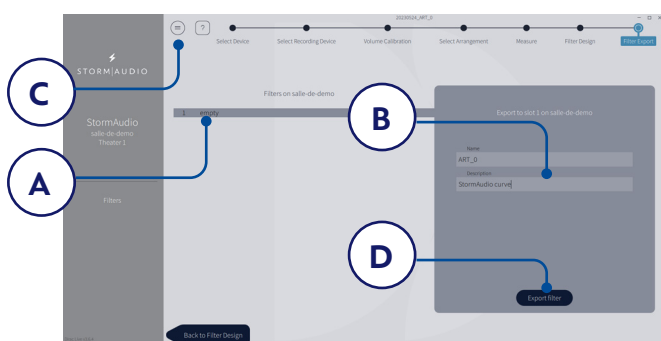 20230524_ART_0
?
Select Device
Select Recording Device
Volume Calibration
Select Arrangement
Measure
Filter Design
Filter Export
STORMAUDIO
C
Filters on salle-de-demo
1 empty
B
Export to slot 1 on salle-de-demo
StormAudio
salle-de-demo
Theater 1
Name
ART_0
Description
StormAudio curve
A
Filters
D
Export filter
Back to Filter Design